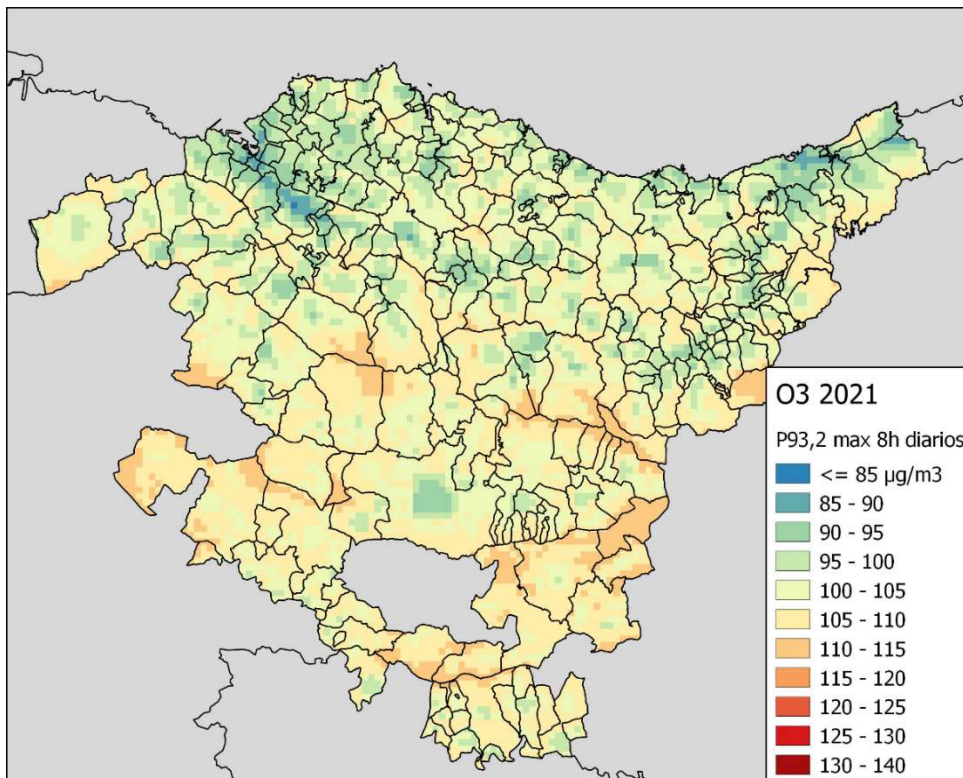 O3 2021
P93,2 max 8h diarios
<= 85 µg/m3
85 - 90
90 - 95
95 - 100
100 - 105
105 - 110
110 - 115
115 - 120
120 - 125
125 - 130
130 - 140